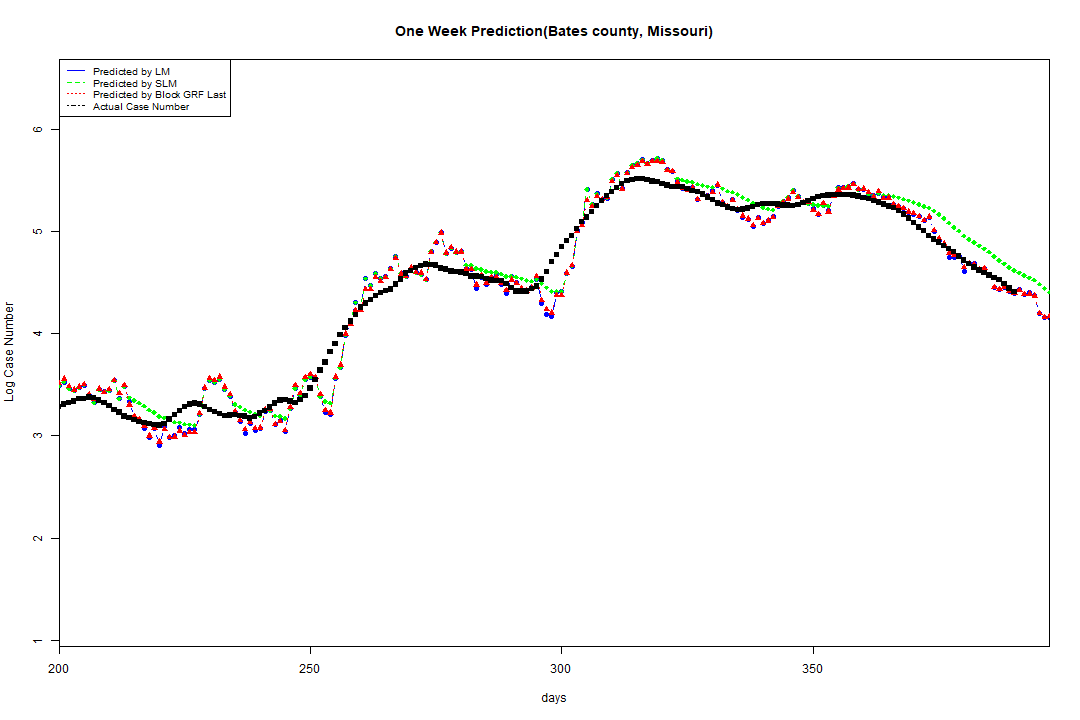 One Week Prediction(Bates county, Missouri)
Predicted by LM
Predicted by SLM
Predicted by Block GRF Last
Actual Case Number
Log Case Number
6
5
4
3
2
1
200 250 300 350
days